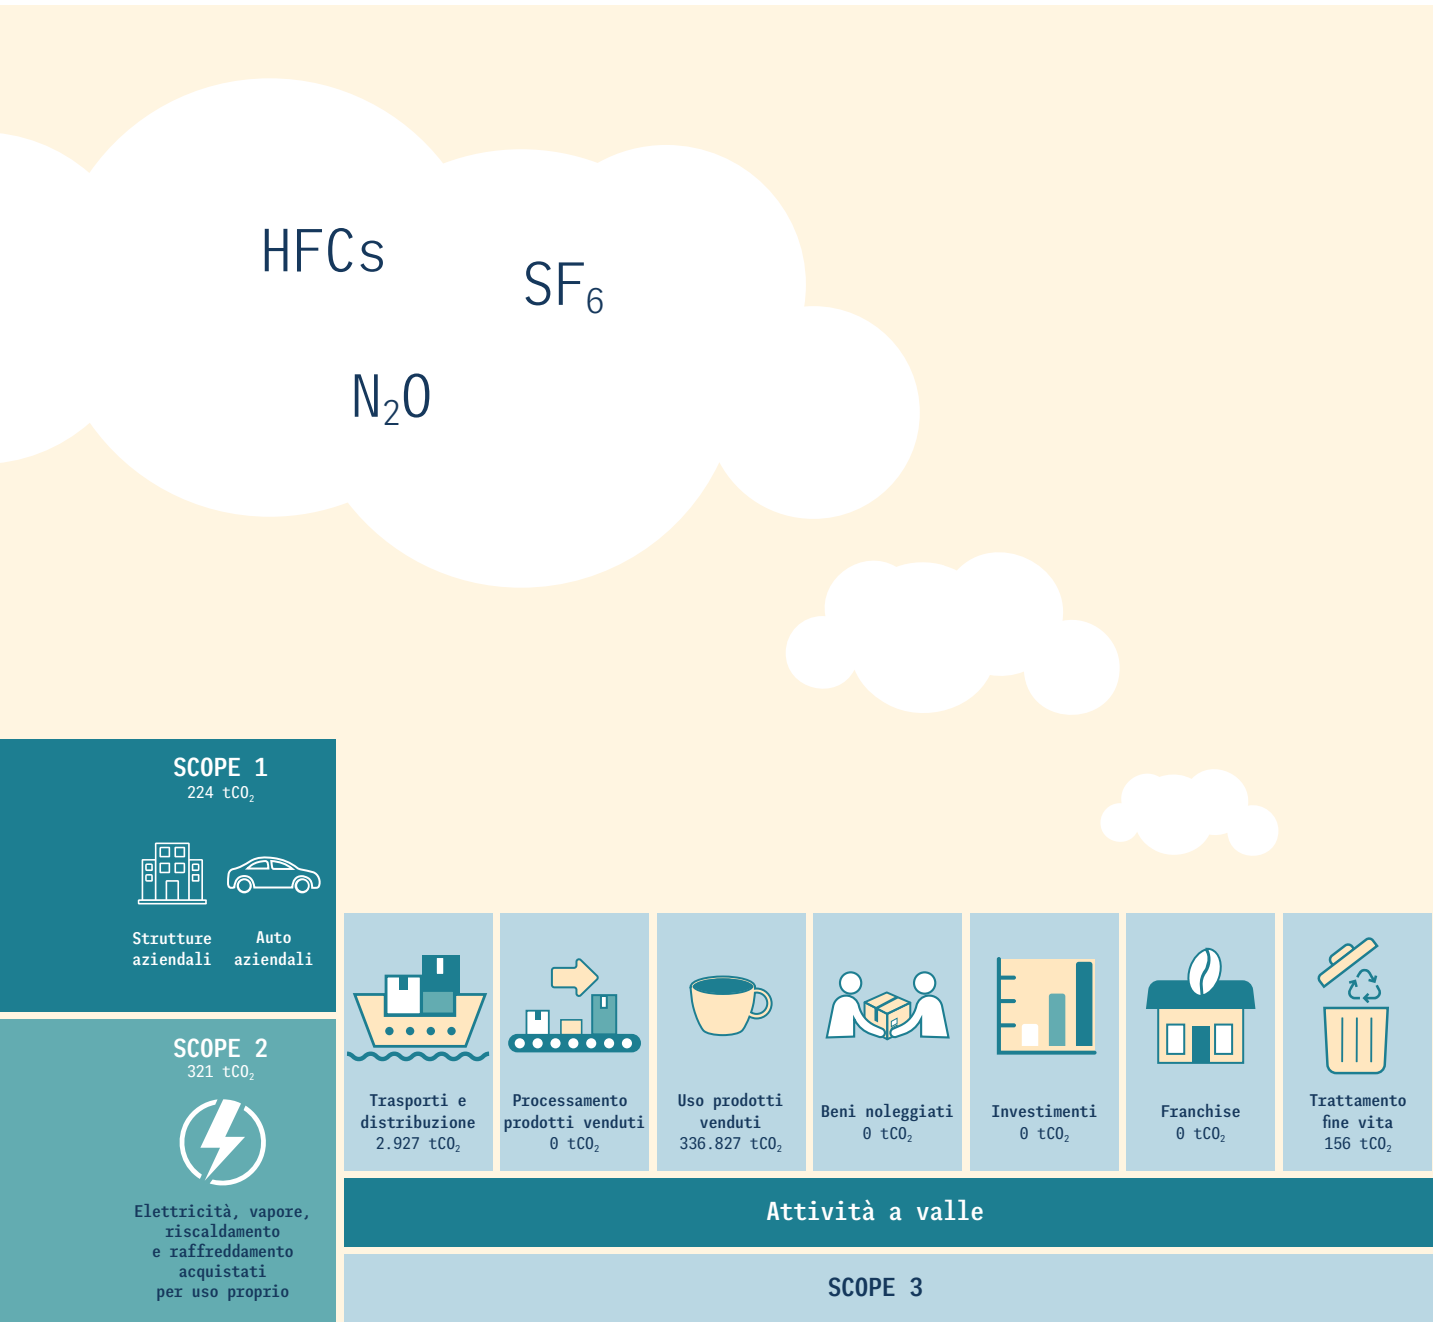 HFCs
SF₆
N₂O
SCOPE 1
224 tCO₂
Strutture
aziendali
Auto
aziendali
SCOPE 2
321 tCO₂
Elettricità, vapore,
riscaldamento
e raffreddamento
acquistati
per uso proprio
Trasporti e
distribuzione
2.927 tCO₂
Processamento
prodotti venduti
0 tCO₂
Uso prodotti
venduti
336.827 tCO₂
Beni noleggiati
0 tCO₂
Investimenti
0 tCO₂
Franchise
0 tCO₂
Trattamento
fine vita
156 tCO₂
Attività a valle
SCOPE 3